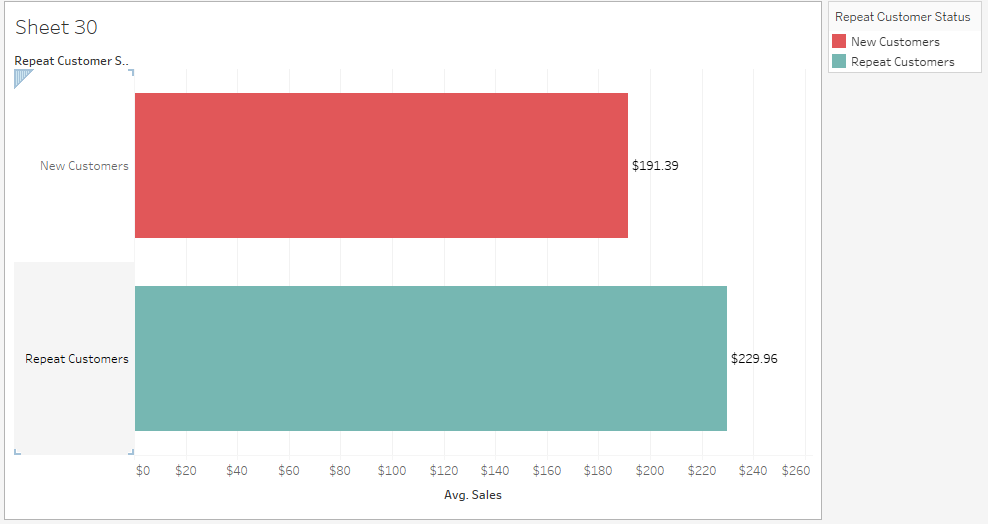 Sheet 30
Repeat Customer S..
New Customers
$191.39
Repeat Customers
$229.96
$0 $20 $40 $60 $80 $100 $120 $140 $160 $180 $200 $220 $240 $260
Avg. Sales
Repeat Customer Status
New Customers
Repeat Customers